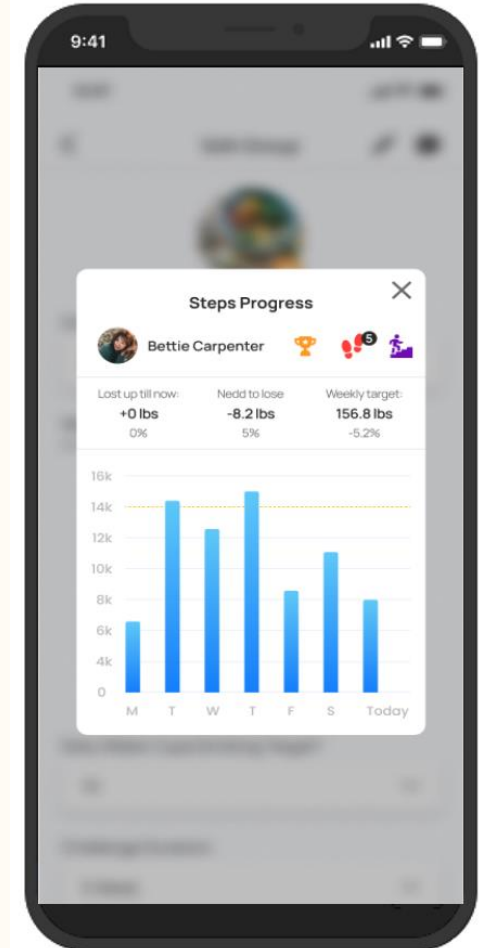 9:41
Steps Progress
Bettie Carpenter
5
Lost up till now: Nedd to lose Weekly target:
+0 lbs -8.2 lbs 156.8 lbs
0% 5% -5.2%
16k
14k
12k
10k
8k
6k
4k
0
M T W T F S Today